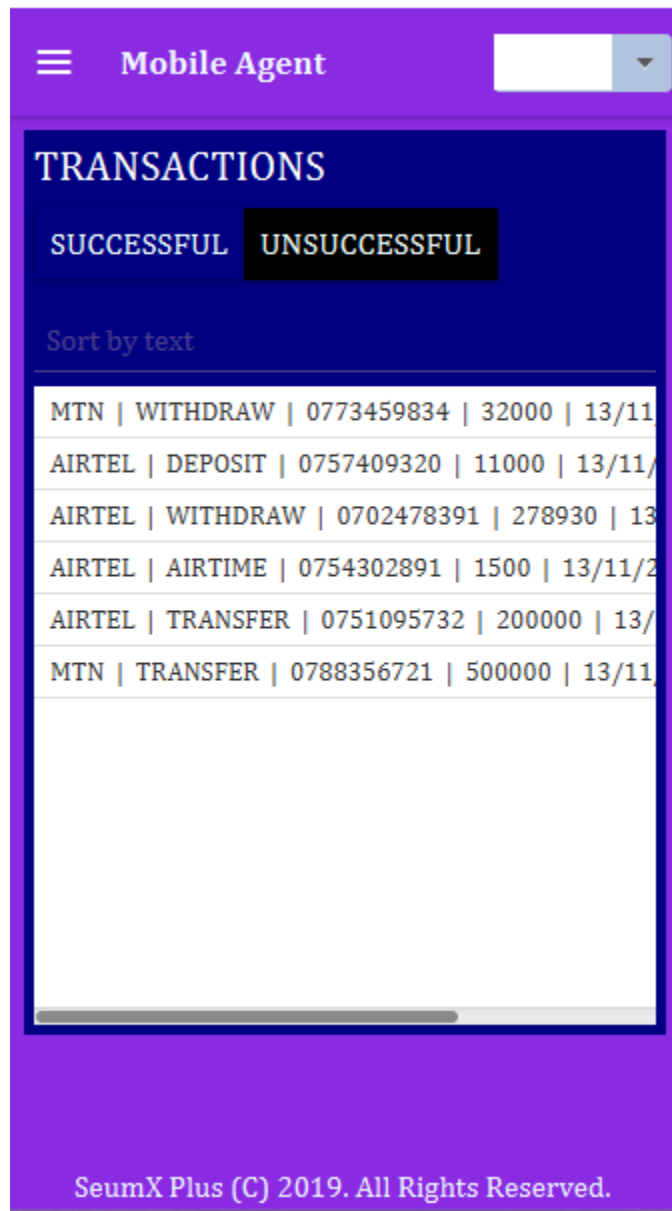 Mobile Agent
TRANSACTIONS
SUCCESSFUL UNSUCCESSFUL
Sort by text
MTN | WITHDRAW | 0773459834 | 32000 | 13/11/
AIRTEL | DEPOSIT | 0757409320 | 11000 | 13/11/
AIRTEL | WITHDRAW | 0702478391 | 278930 | 13
AIRTEL | AIRTIME | 0754302891 | 1500 | 13/11/2
AIRTEL | TRANSFER | 0751095732 | 200000 | 13/
MTN | TRANSFER | 0788356721 | 500000 | 13/11/
SeumX Plus (C) 2019. All Rights Reserved.